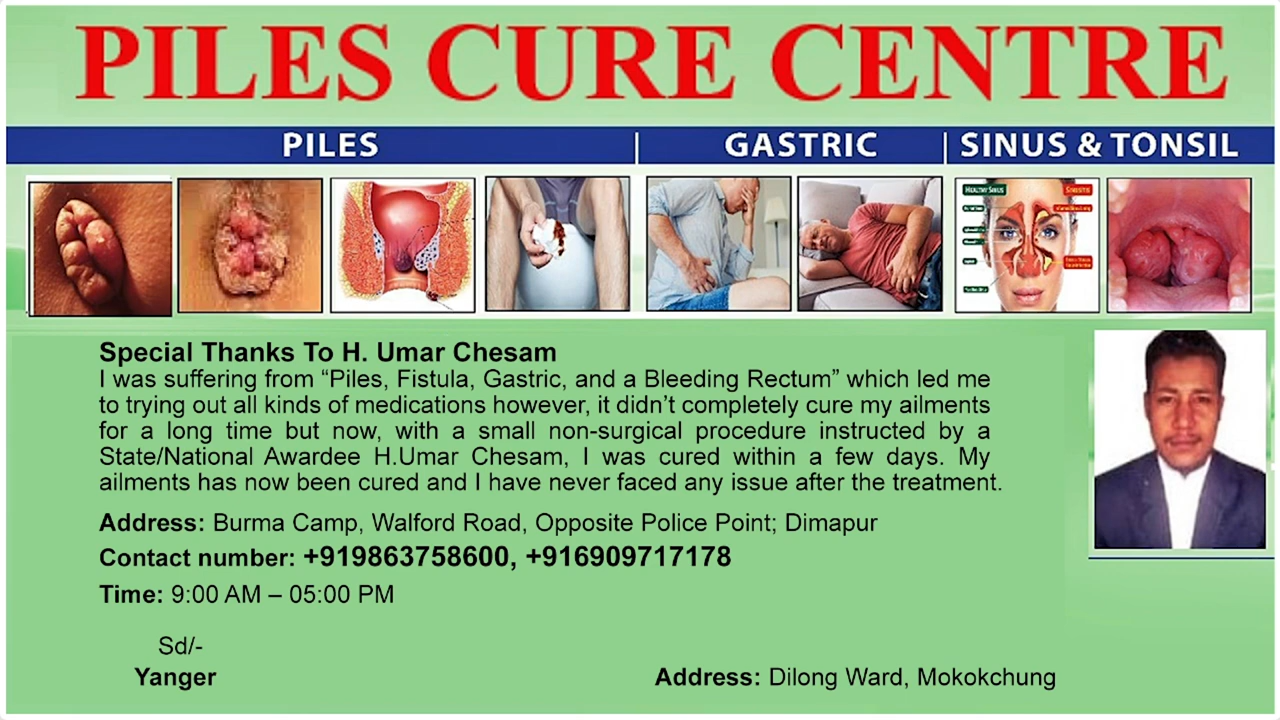 PILES CURE CENTRE
PILES | GASTRIC | SINUS & TONSIL
HEALTHY SINUS
SINUSITIS
Special Thanks To H. Umar Chesam
I was suffering from “Piles, Fistula, Gastric, and a Bleeding Rectum” which led me
to trying out all kinds of medications however, it didn’t completely cure my ailments
for a long time but now, with a small non-surgical procedure instructed by a
State/National Awardee H.Umar Chesam, I was cured within a few days. My
ailments has now been cured and I have never faced any issue after the treatment.
Address: Burma Camp, Walford Road, Opposite Police Point; Dimapur
Contact number: +919863758600, +916909717178
Time: 9:00 AM – 05:00 PM
Sd/-
Yanger
Address: Dilong Ward, Mokokchung